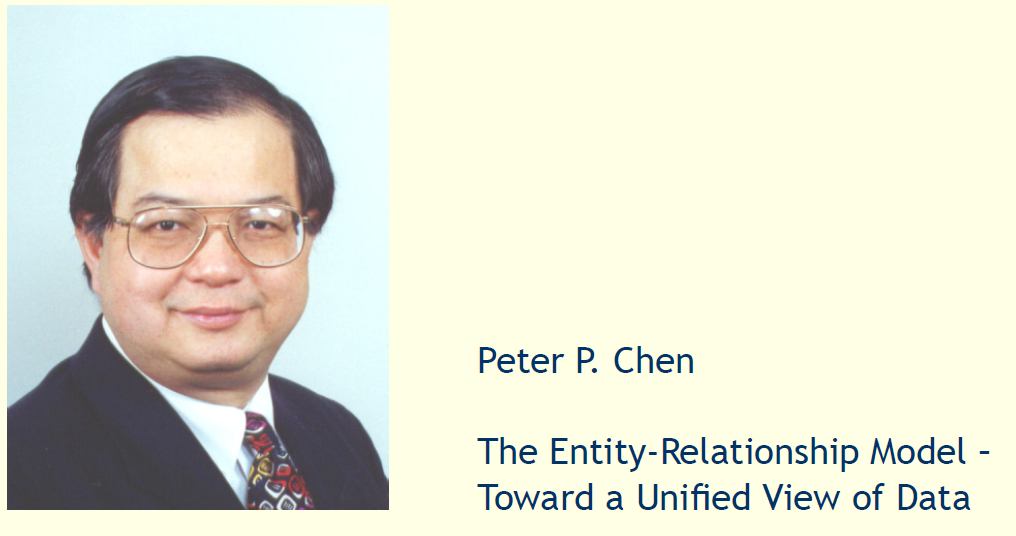 Peter P. Chen
The Entity-Relationship Model –
Toward a Unified View of Data